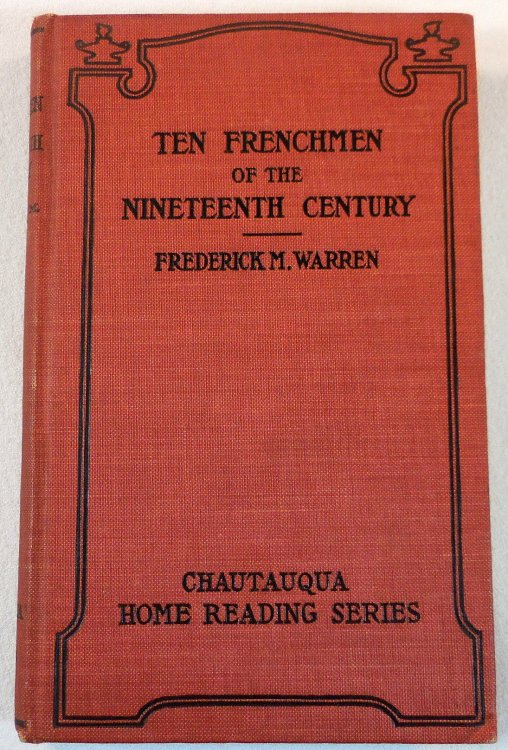 TEN FRENCHMEN
OF THE
NINETEENTH CENTURY
FREDERICK M. WARREN
CHAUTAUQUA
HOME READING SERIES